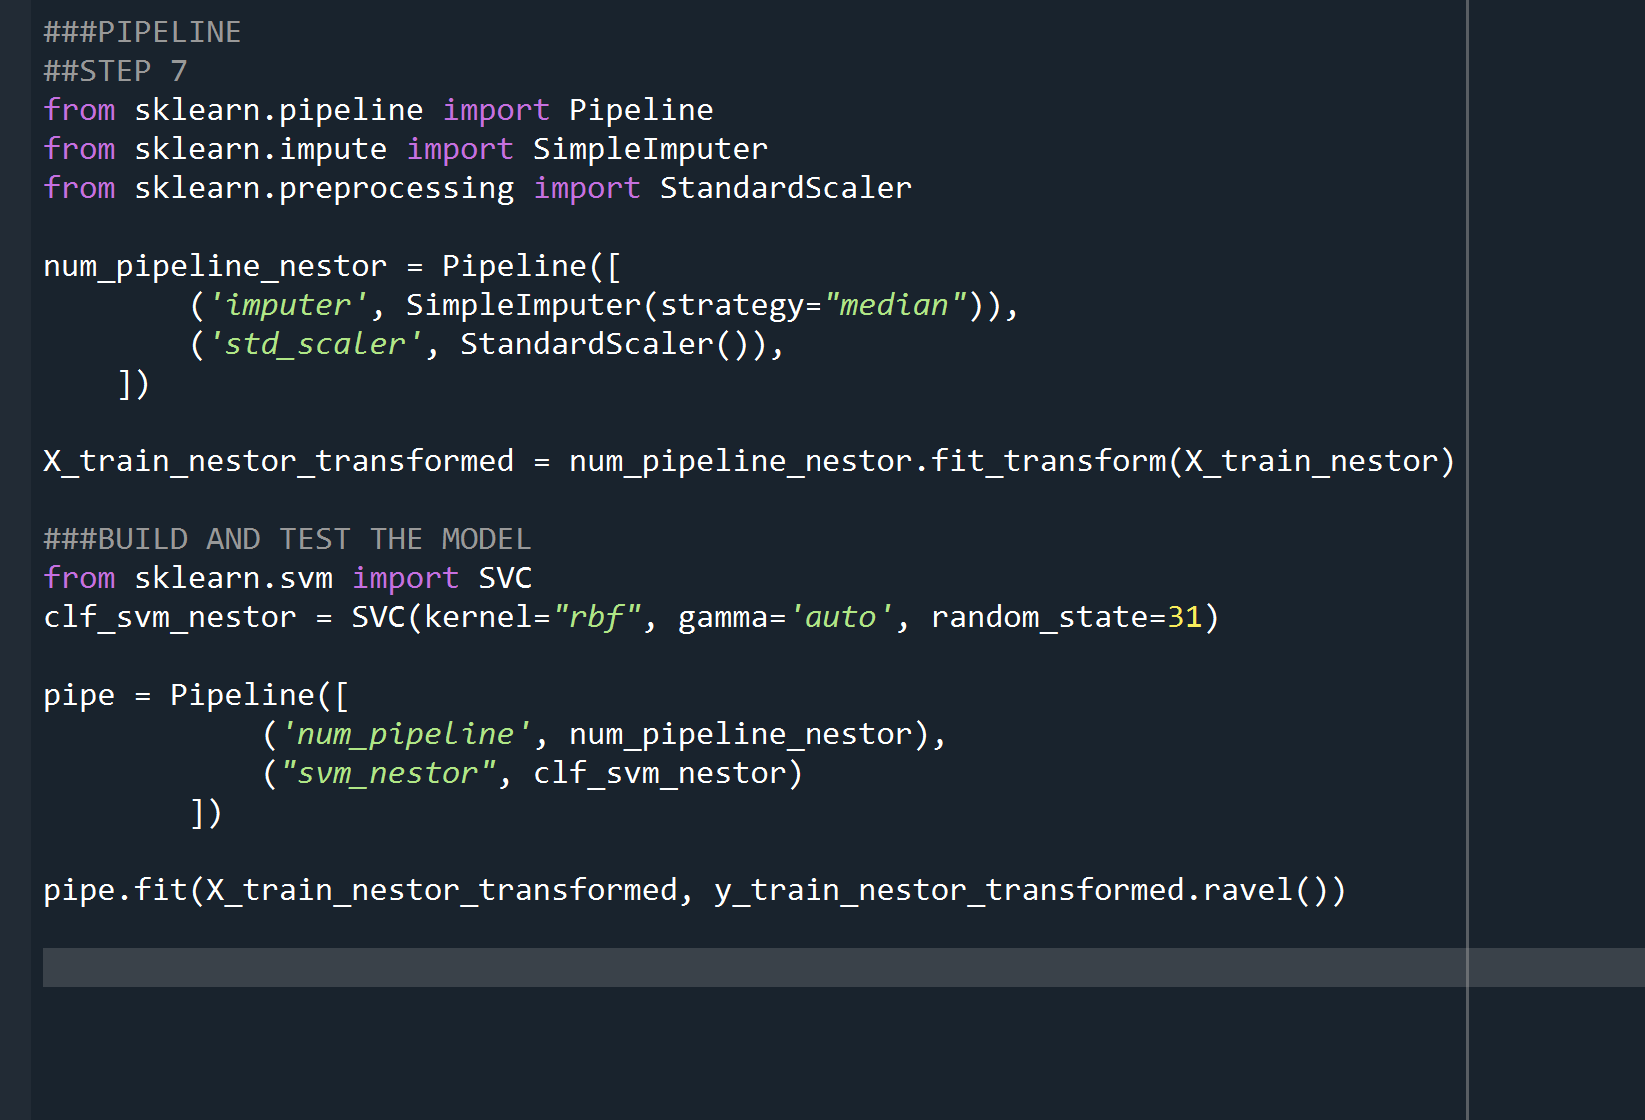 ###PIPELINE
##STEP 7
from sklearn.pipeline import Pipeline
from sklearn.impute import SimpleImputer
from sklearn.preprocessing import StandardScaler
num_pipeline_nestor = Pipeline([
        ('imputer', SimpleImputer(strategy="median")),
        ('std_scaler', StandardScaler()),
    ])
X_train_nestor_transformed = num_pipeline_nestor.fit_transform(X_train_nestor)
###BUILD AND TEST THE MODEL
from sklearn.svm import SVC
clf_svm_nestor = SVC(kernel="rbf", gamma='auto', random_state=31)
pipe = Pipeline([
            ('num_pipeline', num_pipeline_nestor),
            ("svm_nestor", clf_svm_nestor)
        ])
pipe.fit(X_train_nestor_transformed, y_train_nestor_transformed.ravel())